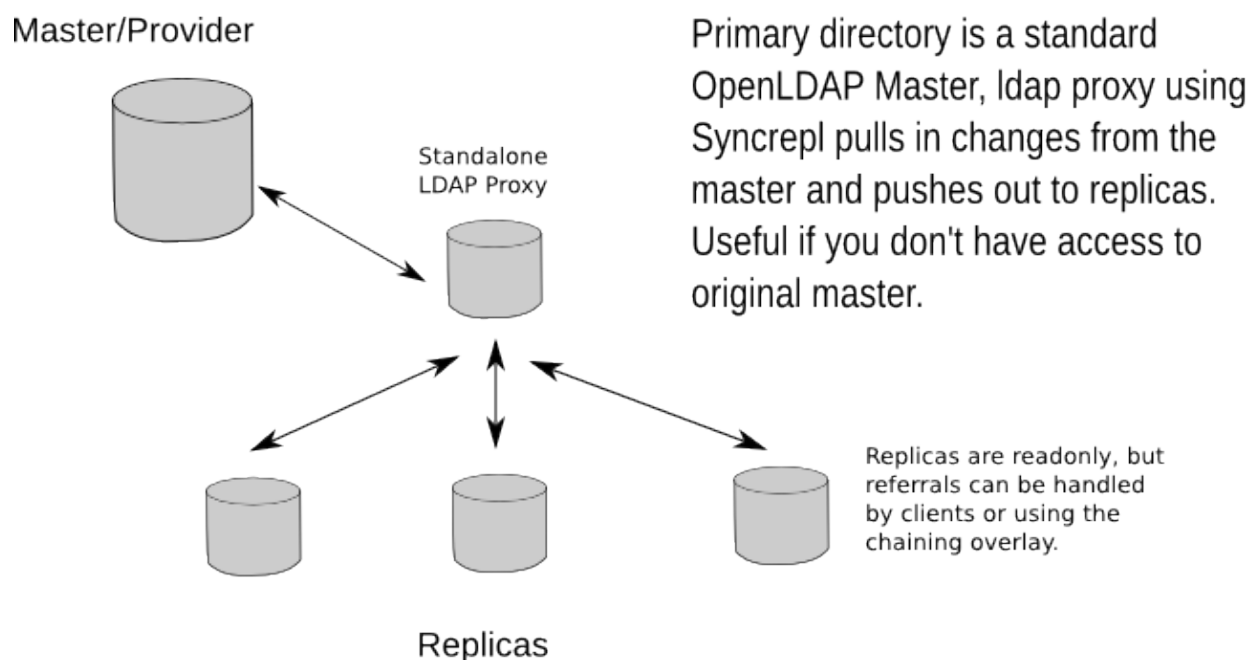 Master/Provider
Primary directory is a standard
OpenLDAP Master, ldap proxy using
Syncrepl pulls in changes from the
master and pushes out to replicas.
Useful if you don't have access to
original master.
Standalone
LDAP Proxy
Replicas are readonly, but
referrals can be handled
by clients or using the
chaining overlay.
Replicas